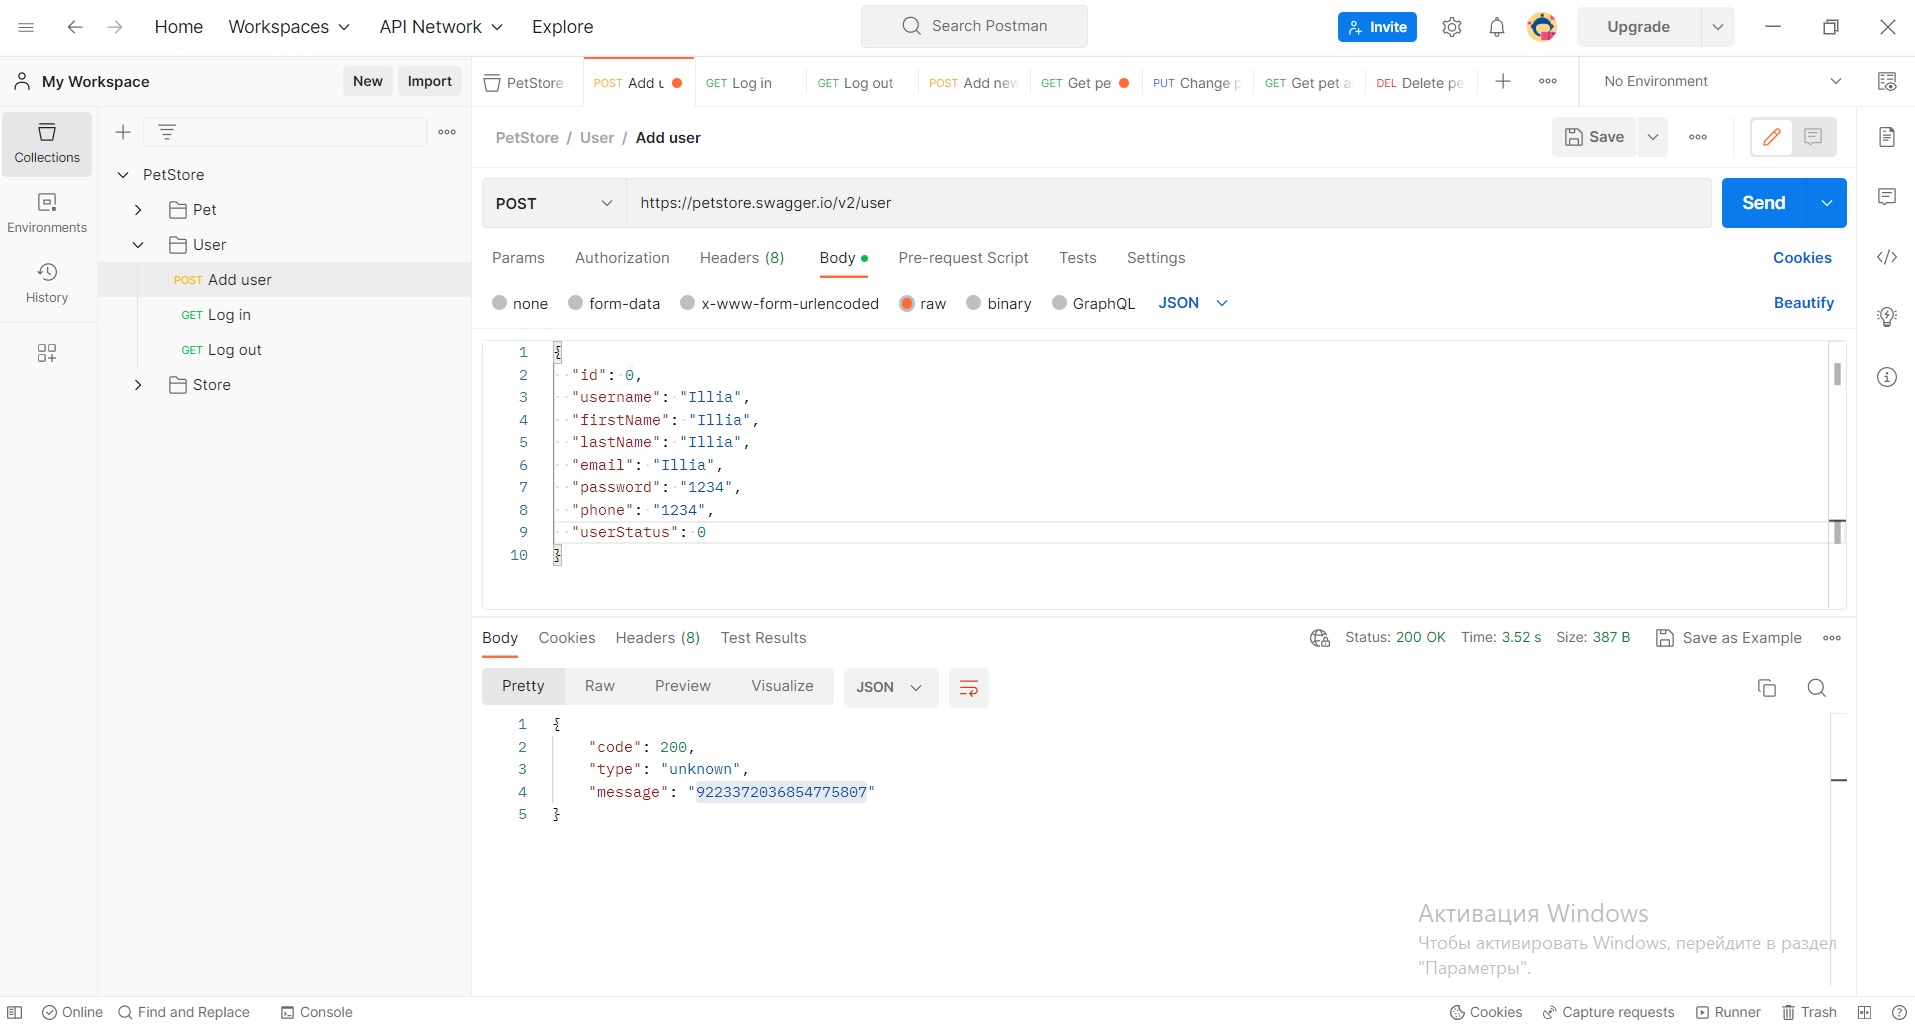 Home Workspaces API Network Explore Search Postman Invite Upgrade
My Workspace New Import PetStore POST Add u GET Log in GET Log out POST Add new GET Get pe PUT Change p GET Get pet a DEL Delete pe No Environment
PetStore / User / Add user Save
Collections
Environments
History
PetStore
Pet
User
POST Add user
GET Log in
GET Log out
Store
POST https://petstore.swagger.io/v2/user Send
Params Authorization Headers (8) Body Pre-request Script Tests Settings Cookies
none form-data x-www-form-urlencoded raw binary GraphQL JSON Beautify
1 {
2 "id": 0,
3 "username": "Illia",
4 "firstName": "Illia",
5 "lastName": "Illia",
6 "email": "Illia",
7 "password": "1234",
8 "phone": "1234",
9 "userStatus": 0
10 }
Body Cookies Headers (8) Test Results Status: 200 OK Time: 3.52 s Size: 387 B Save as Example
Pretty Raw Preview Visualize JSON
1 {
2 "code": 200,
3 "type": "unknown",
4 "message": "9223372036854775807"
5 }
Активация Windows
Чтобы активировать Windows, перейдите в раздел
"Параметры".
Online Find and Replace Console Cookies Capture requests Runner Trash